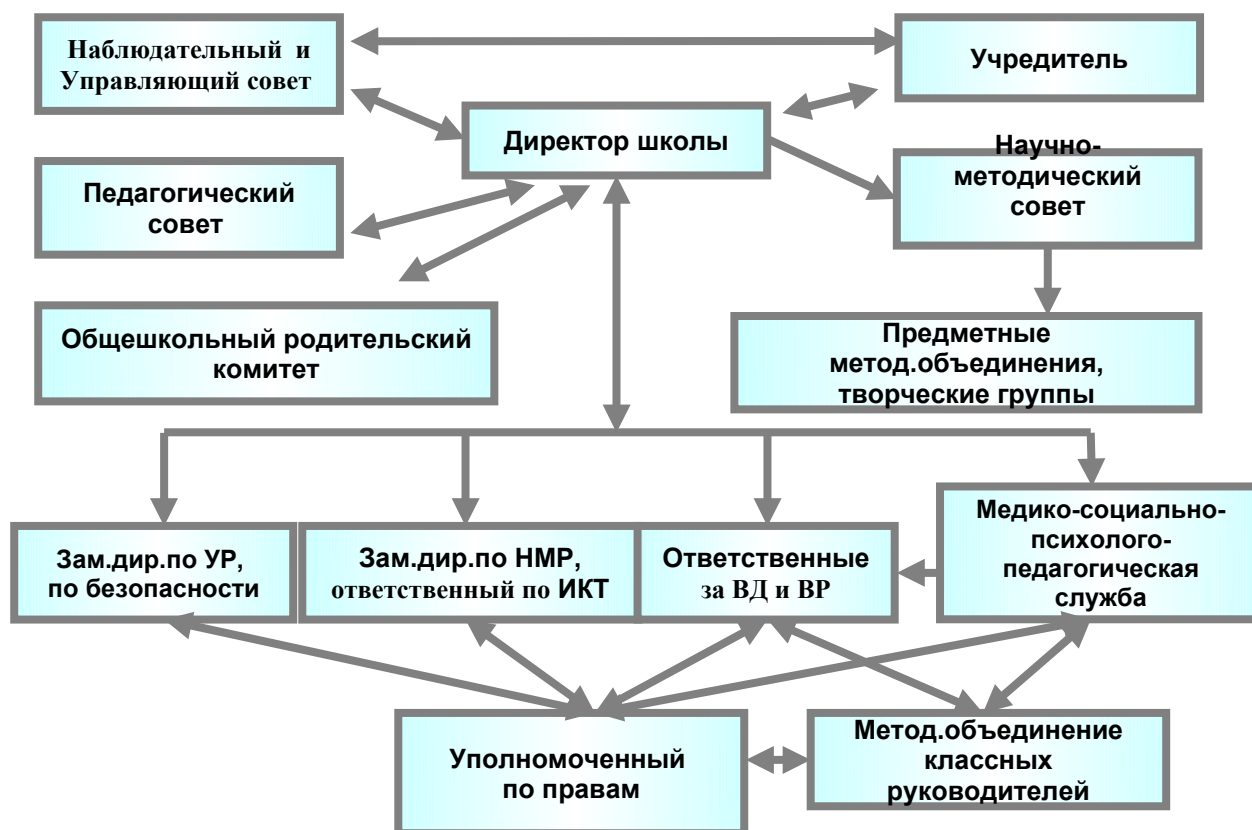 Наблюдательный и
Управляющий совет
Учредитель
Директор школы
Педагогический
совет
Научно-
методический
совет
Общешкольный родительский
комитет
Предметные
метод.объединения,
творческие группы
Зам.дир.по УР,
по безопасности
Зам.дир.по НМР,
ответственный по ИКТ
Ответственные
за ВД и ВР
Медико-социально-
психолого-
педагогическая
служба
Уполномоченный
по правам
Метод.объединение
классных
руководителей